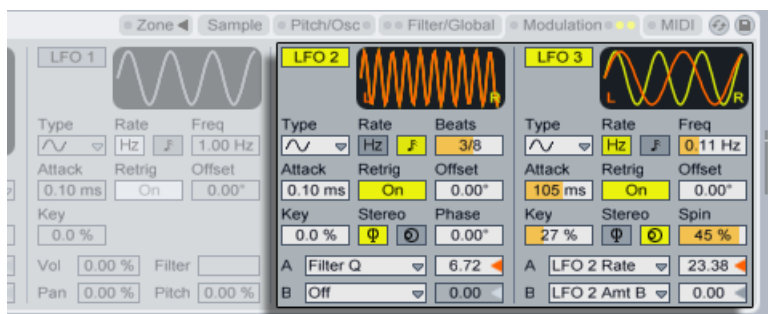 Zone Sample Pitch/Osc Filter/Global Modulation MIDI
LFO 1 LFO 2 L R LFO 3 L R
Type Rate Freq Type Rate Beats Type Rate Freq
Hz 1.00 Hz Hz 3/8 Hz 0.11 Hz
Attack Retrig Offset Attack Retrig Offset Attack Retrig Offset
0.10 ms On 0.00° 0.10 ms On 0.00° 105 ms On 0.00°
Key Key Stereo Phase Key Stereo Spin
0.0 % 0.0 % Φ 0.00° 27 % Φ 45 %
Vol 0.00 % Filter A Filter Q 6.72 A LFO 2 Rate 23.38
Pan 0.00 % Pitch 0.00 % B Off 0.00 B LFO 2 Amt B 0.00